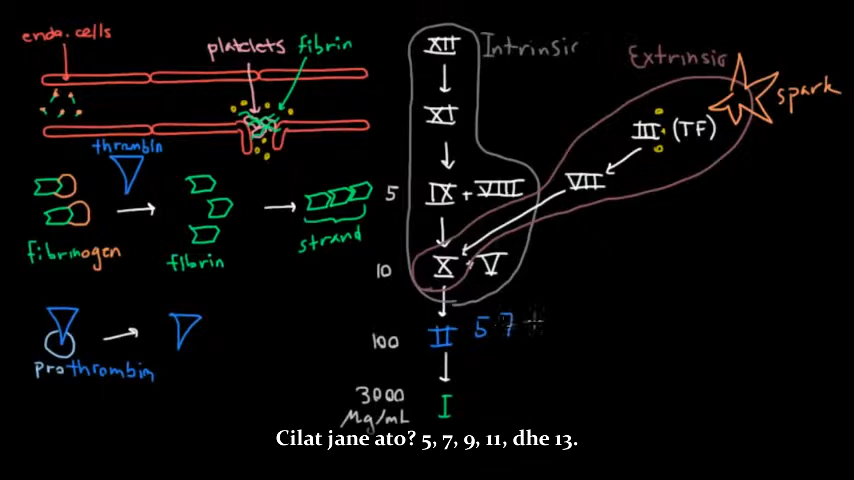 enda. cells
platelets
fibrin
thrombin
fibrinogen
fibrin
strand
prothrombin
XII
Intrinsic
XI
5 IX + VIII
10 X + V
100 II 5 7
3000
Mg/mL
I
Extrinsic
spark
III (TF)
VII
Cilat jane ato? 5, 7, 9, 11, dhe 13.